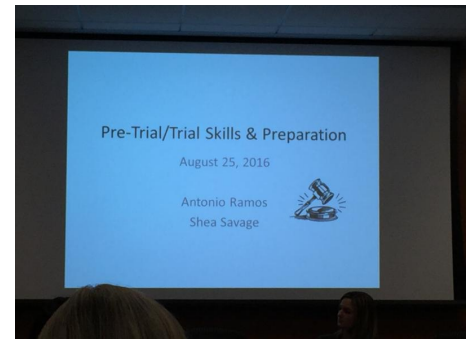 Pre-Trial/Trial Skills & Preparation
August 25, 2016
Antonio Ramos
Shea Savage